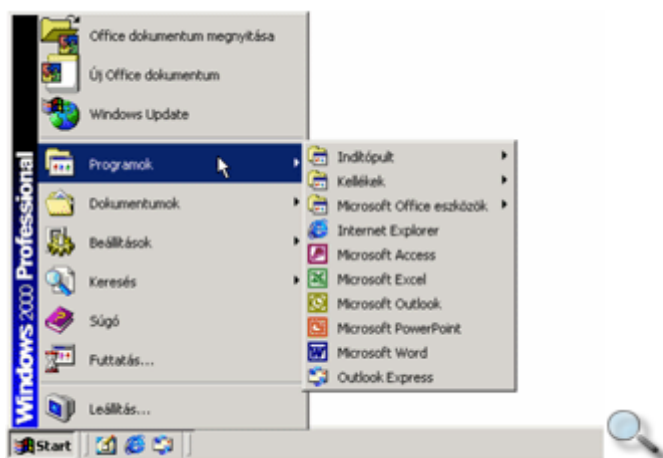 Office dokumentum megnyitása
Új Office dokumentum
Windows Update
Programok
Dokumentumok
Beállítások
Keresés
Súgó
Futtatás...
Leállítás...
Windows 2000 Professional
Indítópult
Kellékek
Microsoft Office eszközök
Internet Explorer
Microsoft Access
Microsoft Excel
Microsoft Outlook
Microsoft PowerPoint
Microsoft Word
Outlook Express
Start